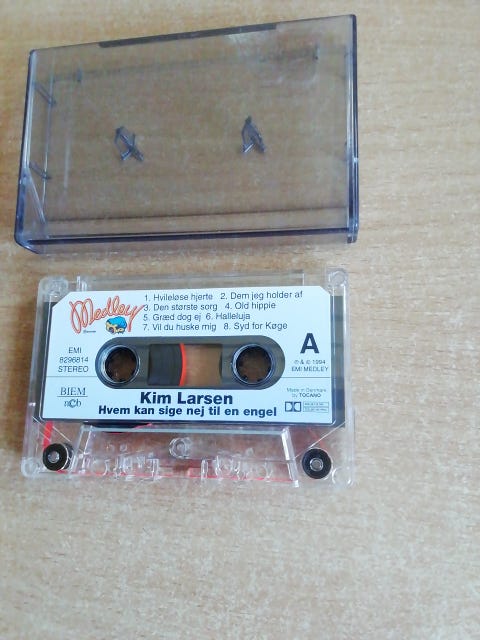 Medley
1. Hvileløse hjerte 2. Dem jeg holder af
3. Den største sorg 4. Old hippie
5. Græd dog ej 6. Halleluja
7. Vil du huske mig 8. Syd for Køge
A
EMI
8296814
STEREO
℗ & © 1994
EMI MEDLEY
BIEM
ncb
Made in Denmark
by TOCANO
Kim Larsen
Hvem kan sige nej til en engel